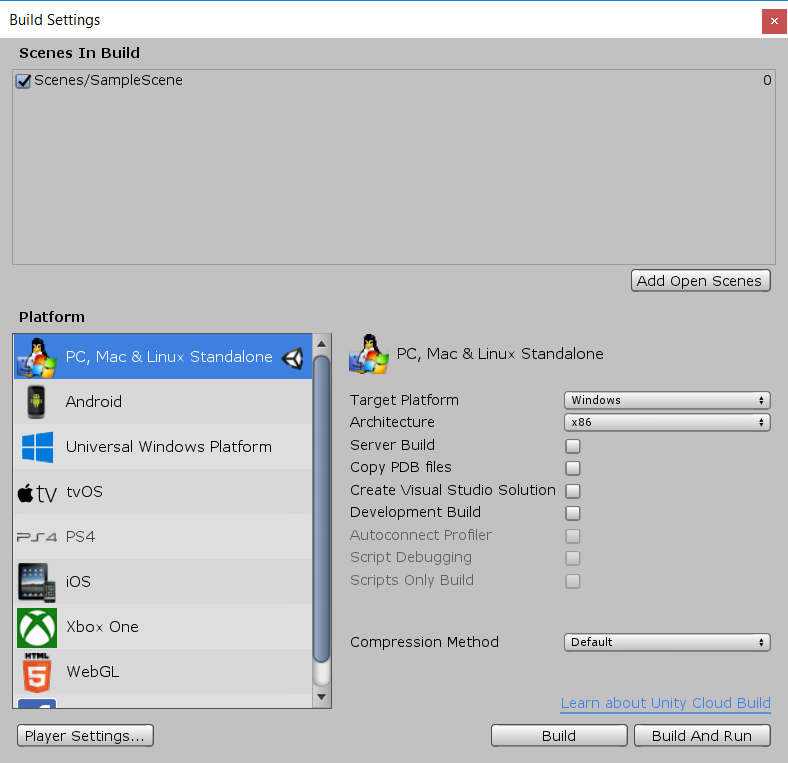 Build Settings
Scenes In Build
Scenes/SampleScene 0
Add Open Scenes
Platform
PC, Mac & Linux Standalone
Android
Universal Windows Platform
tv tvOS
PS4 PS4
iOS
Xbox One
HTML
5 WebGL
f
PC, Mac & Linux Standalone
Target Platform Windows
Architecture x86
Server Build
Copy PDB files
Create Visual Studio Solution
Development Build
Autoconnect Profiler
Script Debugging
Scripts Only Build
Compression Method Default
Learn about Unity Cloud Build
Player Settings... Build Build And Run